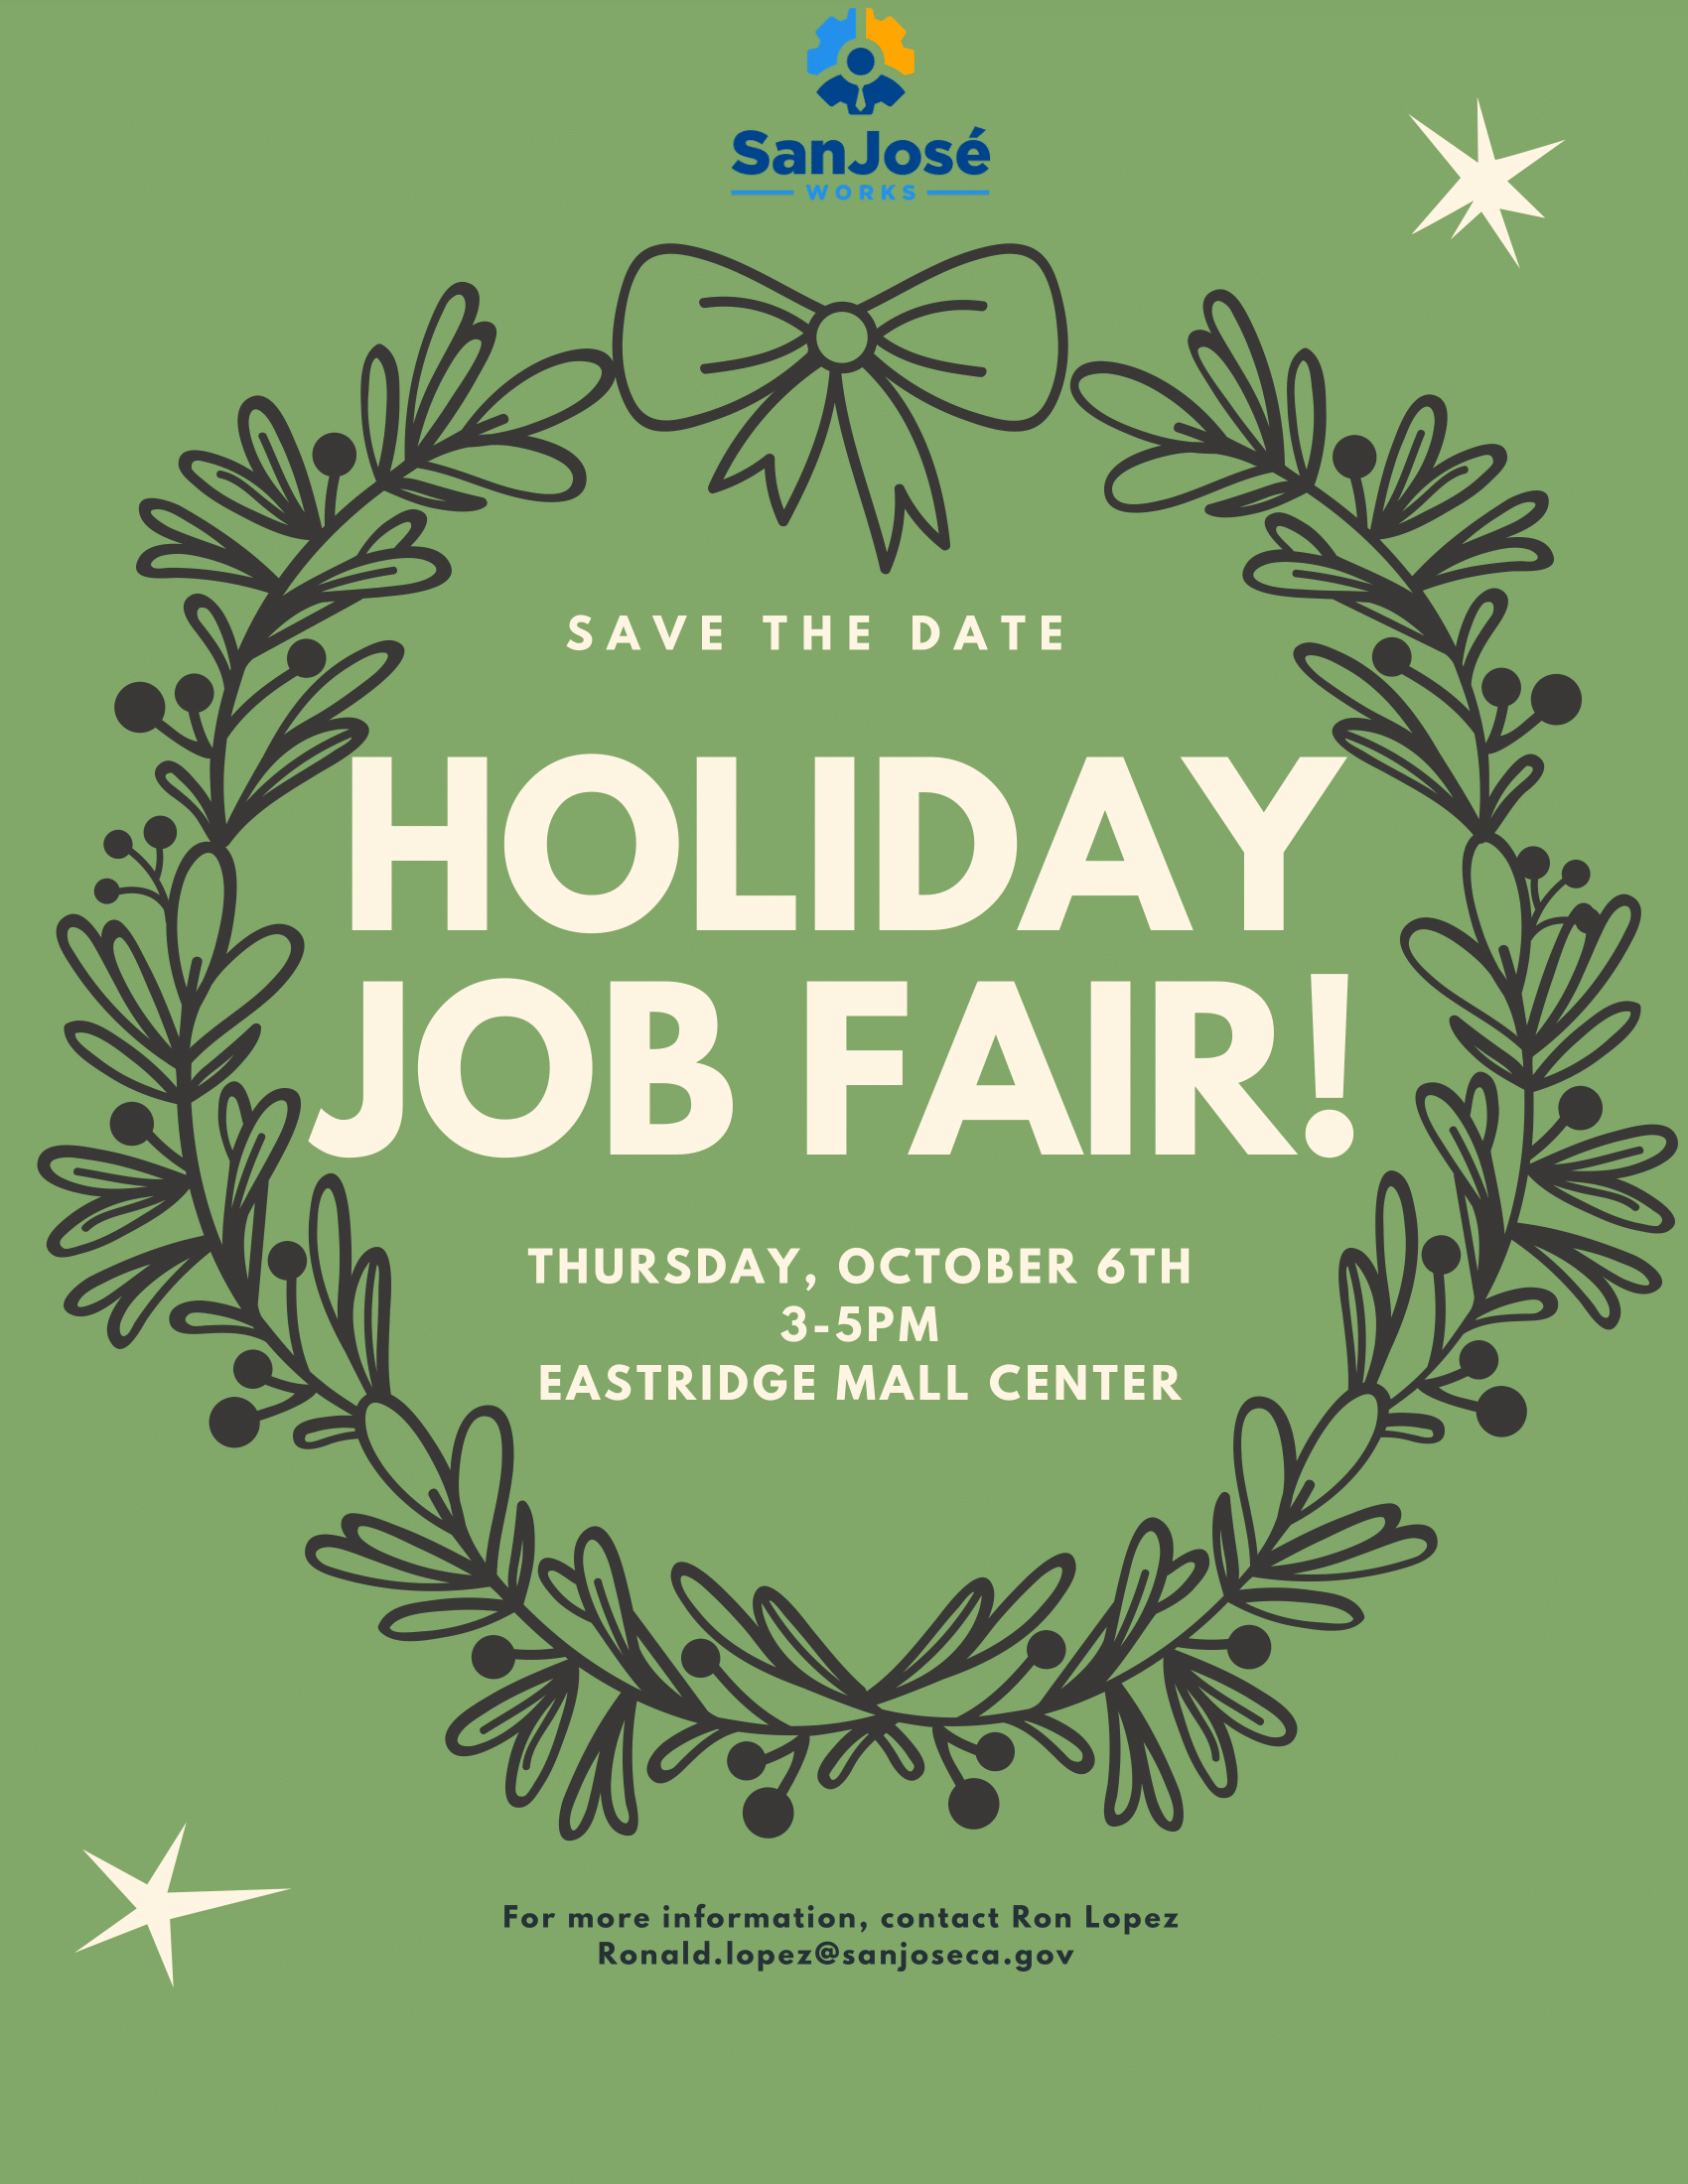 SanJosé
WORKS
SAVE THE DATE
HOLIDAY
JOB FAIR!
THURSDAY, OCTOBER 6TH
3-5PM
EASTRIDGE MALL CENTER
For more information, contact Ron Lopez
Ronald.lopez@sanjoseca.gov